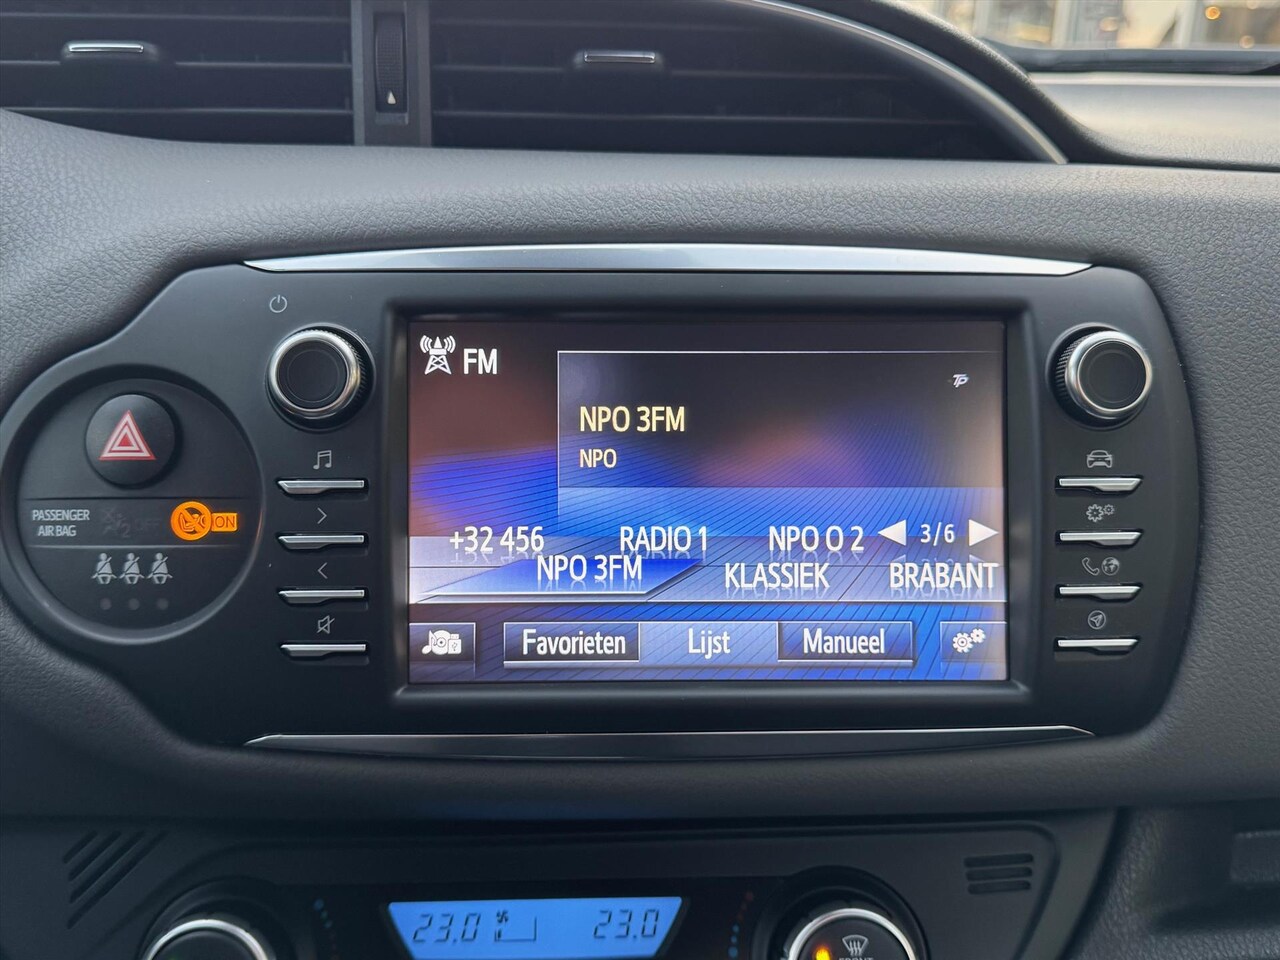 FM
TP
NPO 3FM
NPO
+32 456 RADIO 1 NPO O 2 3/6
NPO 3FM KLASSIEK BRABANT
Favorieten Lijst Manueel
PASSENGER
AIR BAG
ON
23.0 23.0